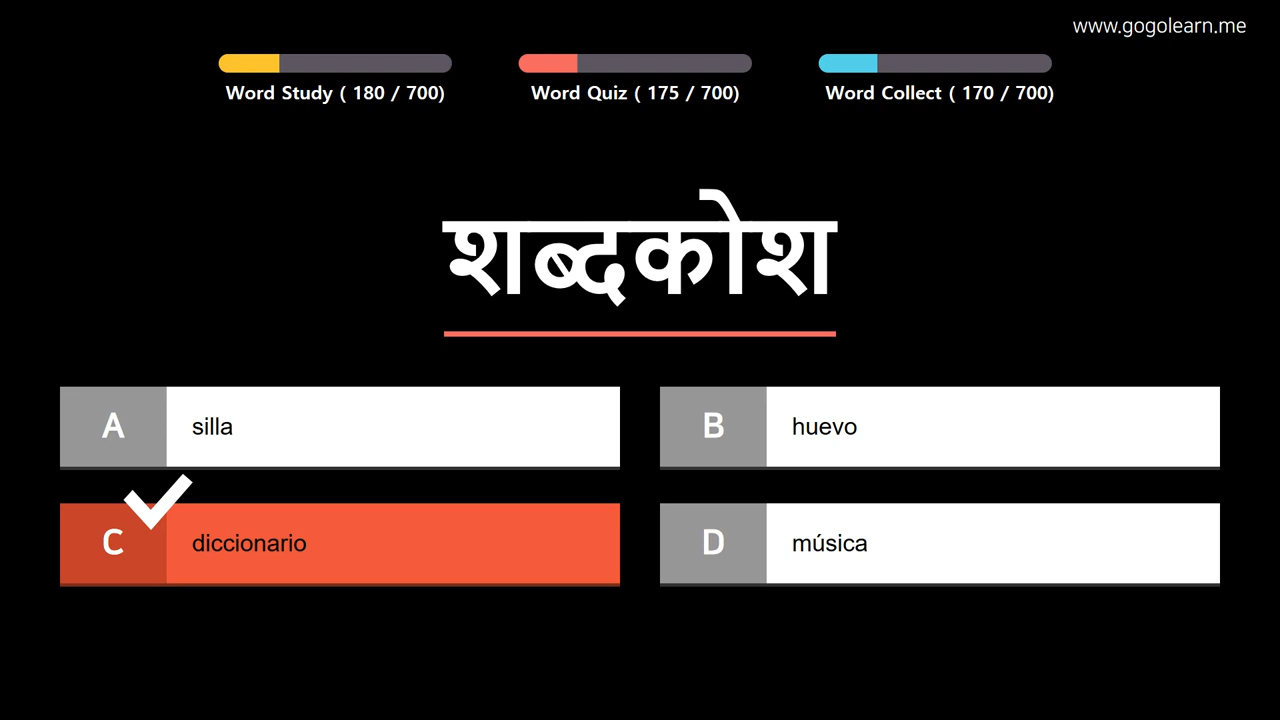 www.gogolearn.me
Word Study ( 180 / 700)
Word Quiz ( 175 / 700)
Word Collect ( 170 / 700)
शब्दकोश
A
silla
B
huevo
C
diccionario
D
música